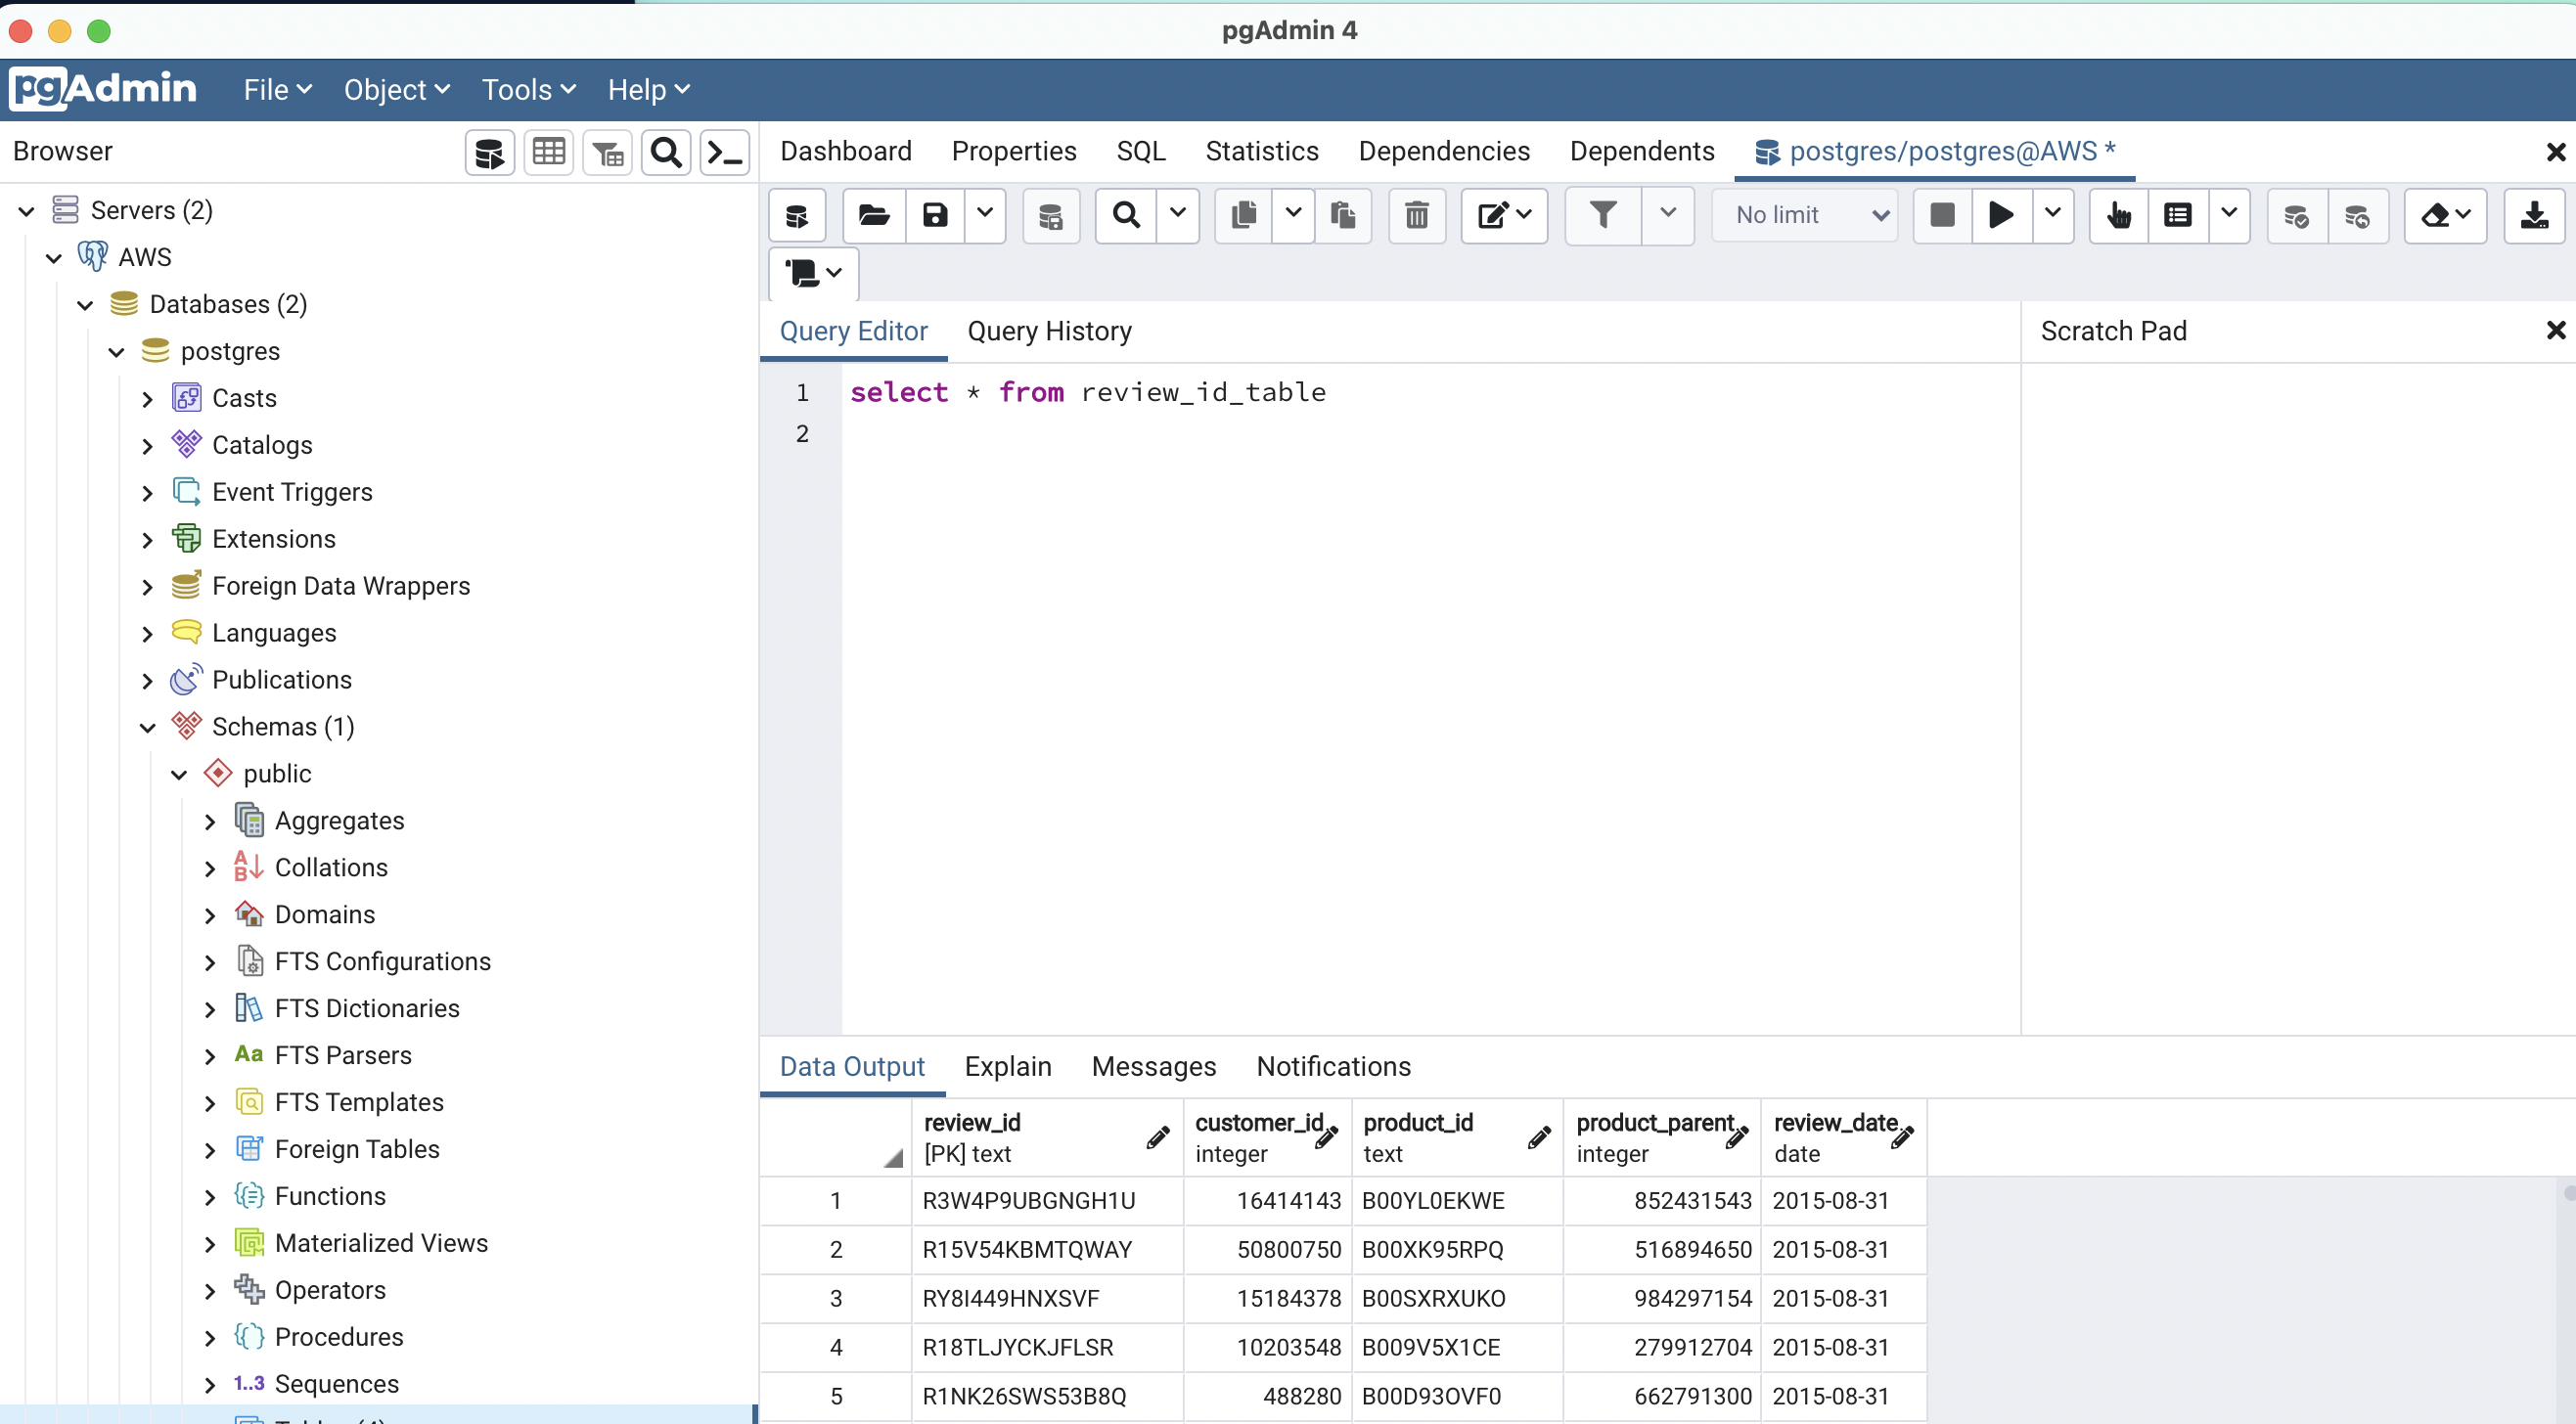 pgAdmin 4
pgAdmin File Object Tools Help
Browser
Dashboard Properties SQL Statistics Dependencies Dependents postgres/postgres@AWS *
No limit
Servers (2)
AWS
Databases (2)
postgres
Casts
Catalogs
Event Triggers
Extensions
Foreign Data Wrappers
Languages
Publications
Schemas (1)
public
Aggregates
Collations
Domains
FTS Configurations
FTS Dictionaries
Aa FTS Parsers
FTS Templates
Foreign Tables
Functions
Materialized Views
Operators
Procedures
1..3 Sequences
Query Editor Query History
Scratch Pad
1 select * from review_id_table
2
Data Output Explain Messages Notifications
review_id customer_id product_id product_parent review_date
[PK] text integer text integer date
1 R3W4P9UBGNGH1U 16414143 B00YL0EKWE 852431543 2015-08-31
2 R15V54KBMTQWAY 50800750 B00XK95RPQ 516894650 2015-08-31
3 RY8I449HNXSVF 15184378 B00SXRXUKO 984297154 2015-08-31
4 R18TLJYCKJFLSR 10203548 B009V5X1CE 279912704 2015-08-31
5 R1NK26SWS53B8Q 488280 B00D93OVF0 662791300 2015-08-31